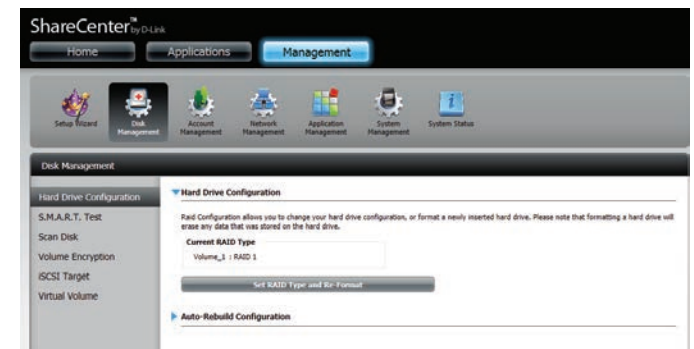 ShareCenter™ by D-Link
Home Applications Management
Setup Wizard Disk Management Account Management Network Management Application Management System Management System Status
Disk Management
Hard Drive Configuration
S.M.A.R.T. Test
Scan Disk
Volume Encryption
iSCSI Target
Virtual Volume
Hard Drive Configuration
Raid Configuration allows you to change your hard drive configuration, or format a newly inserted hard drive. Please note that formatting a hard drive will
erase any data that was stored on the hard drive.
Current RAID Type
Volume_1 : RAID 1
Set RAID Type and Re-Format
Auto-Rebuild Configuration